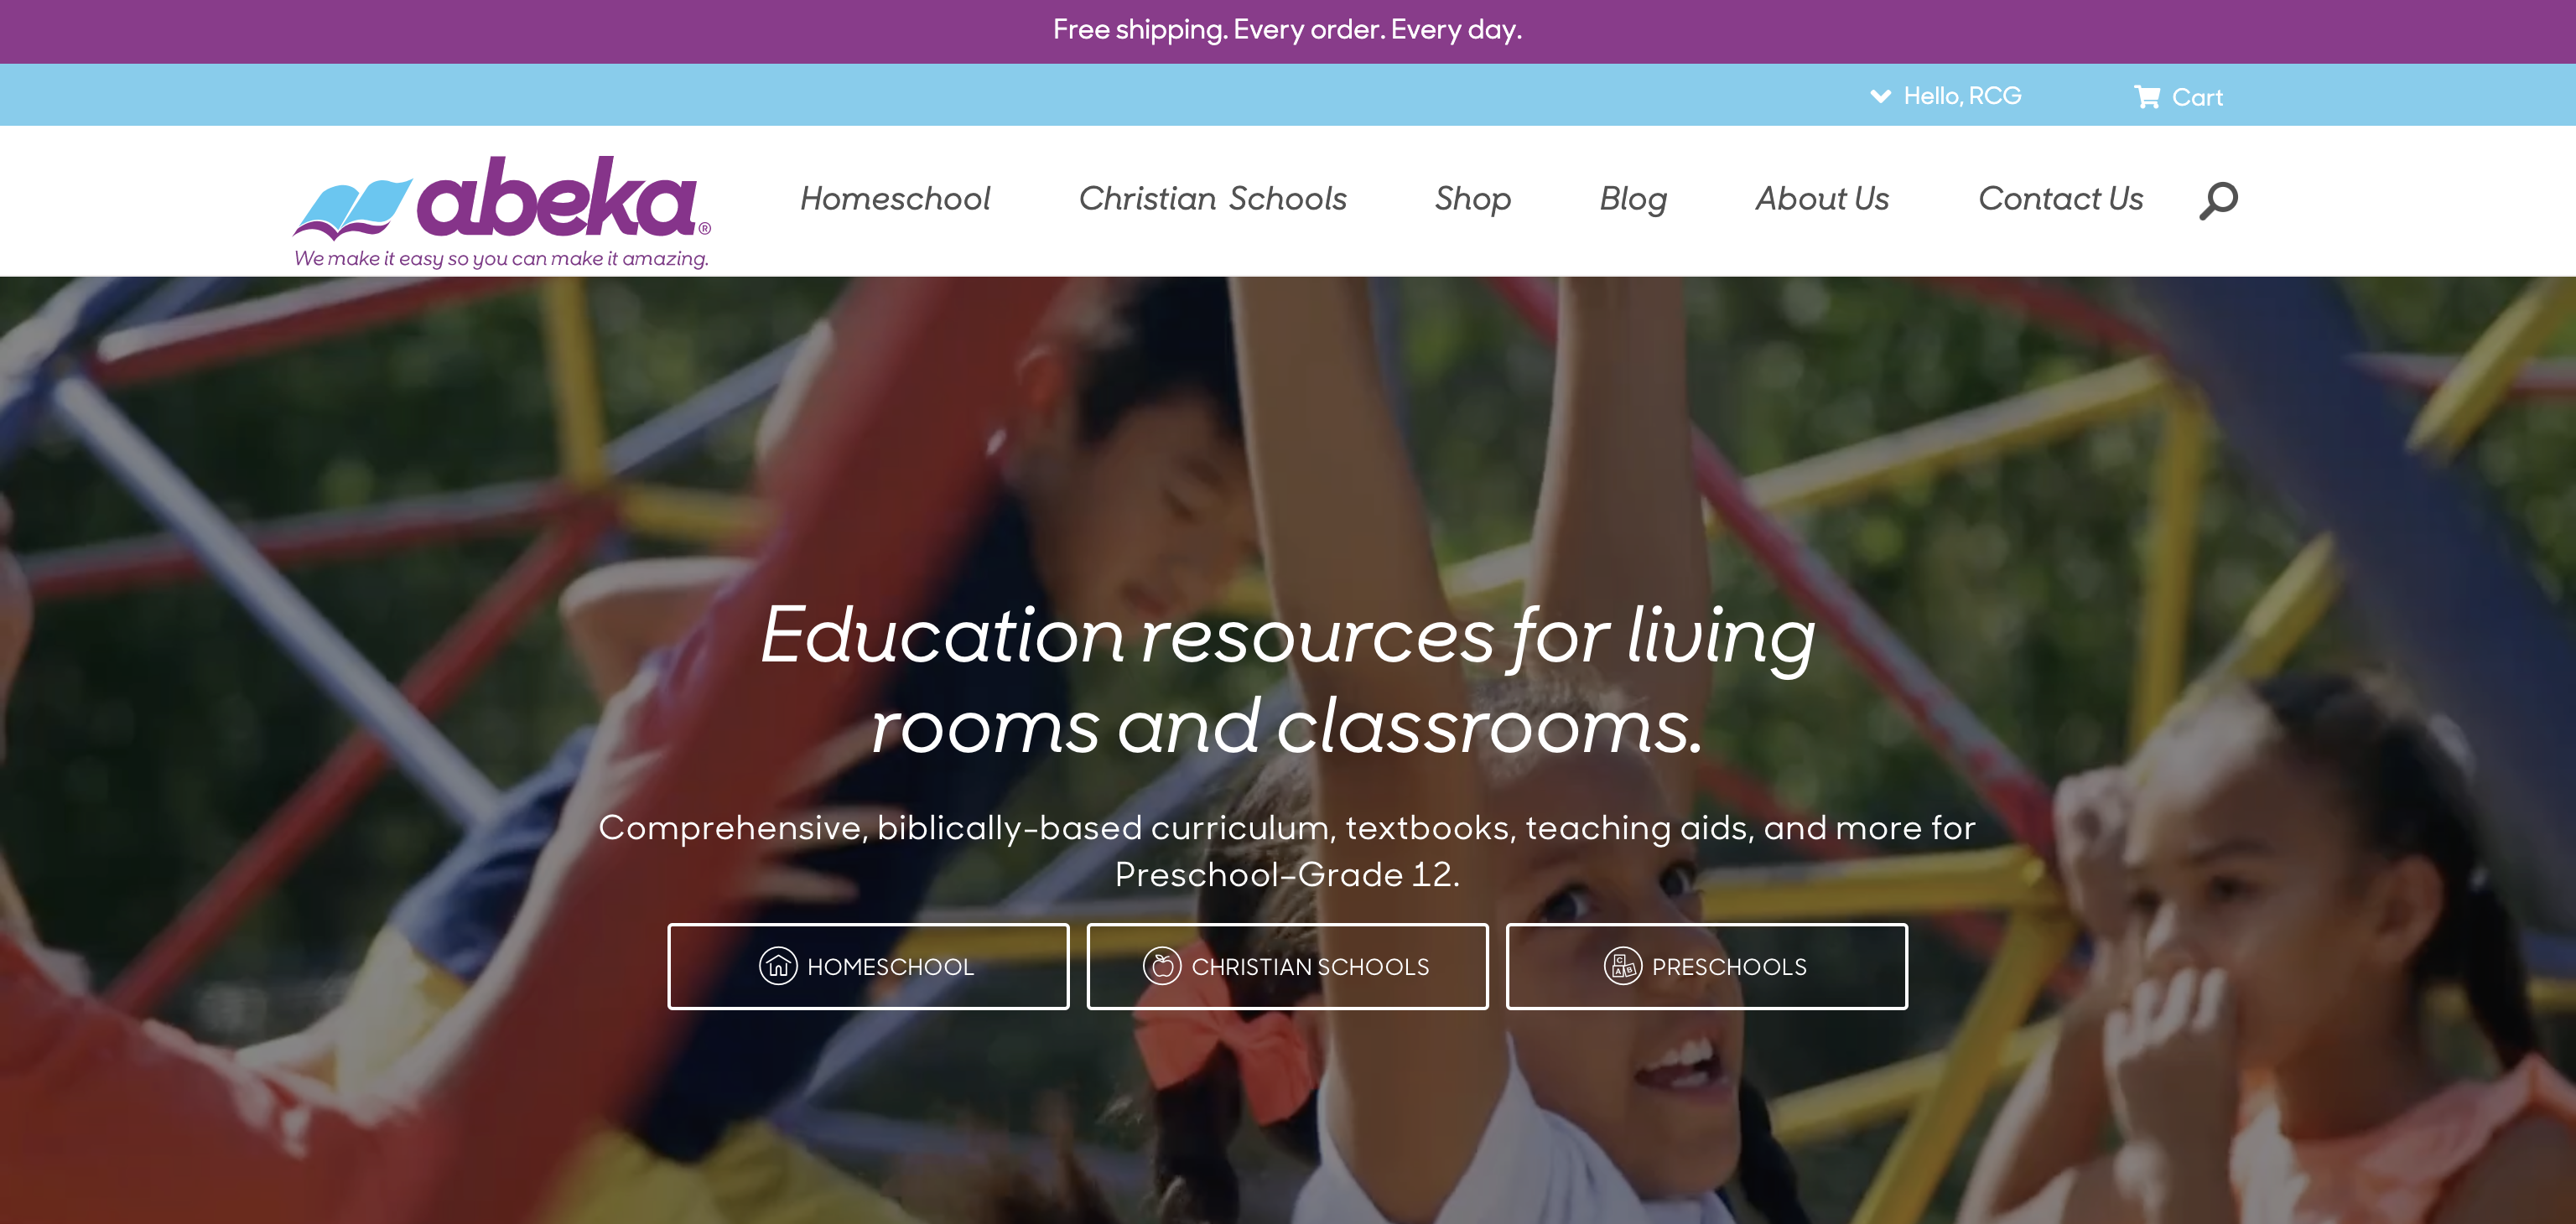 Free shipping. Every order. Every day.
Hello, RCG
Cart
abeka®
We make it easy so you can make it amazing.
Homeschool
Christian Schools
Shop
Blog
About Us
Contact Us
Education resources for living
rooms and classrooms.
Comprehensive, biblically-based curriculum, textbooks, teaching aids, and more for
Preschool–Grade 12.
HOMESCHOOL
CHRISTIAN SCHOOLS
C
A B
PRESCHOOLS